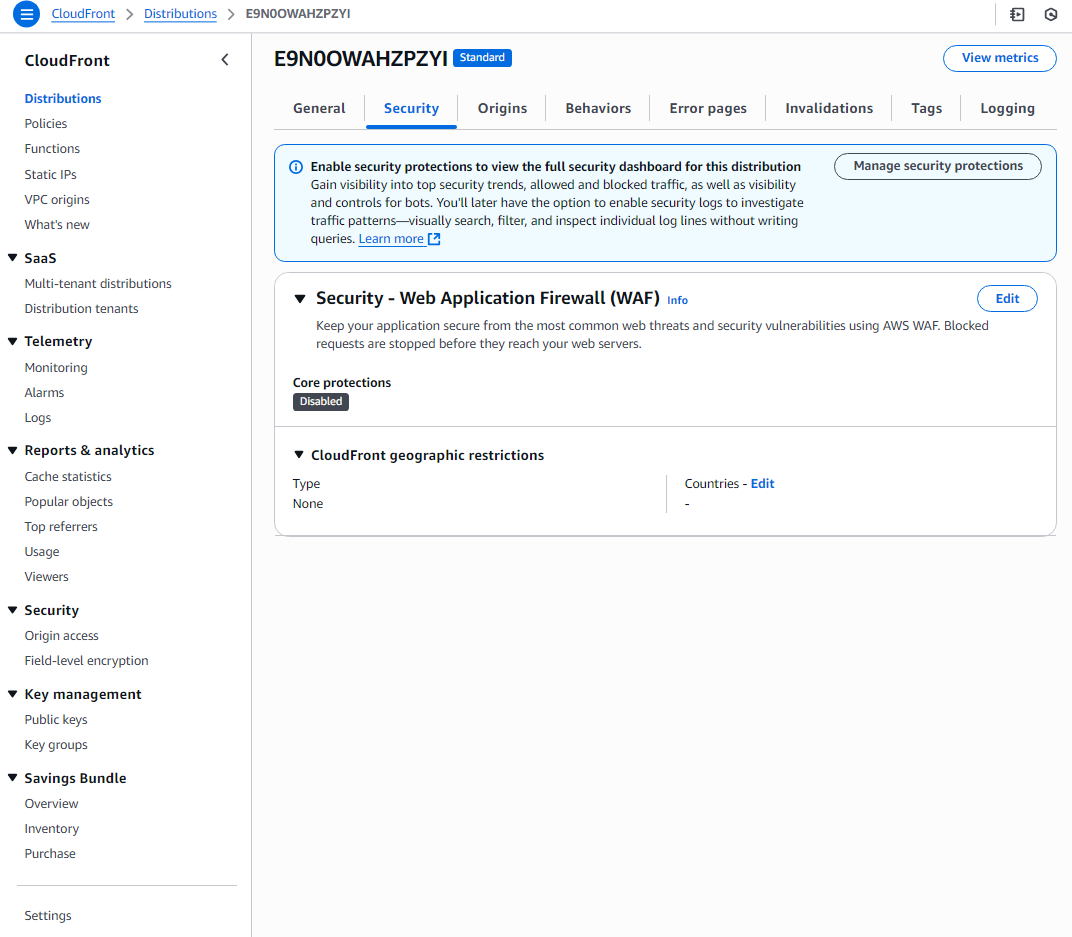 CloudFront > Distributions > E9N0OWAHZPZYI
CloudFront
Distributions
Policies
Functions
Static IPs
VPC origins
What's new
SaaS
Multi-tenant distributions
Distribution tenants
Telemetry
Monitoring
Alarms
Logs
Reports & analytics
Cache statistics
Popular objects
Top referrers
Usage
Viewers
Security
Origin access
Field-level encryption
Key management
Public keys
Key groups
Savings Bundle
Overview
Inventory
Purchase
Settings
E9N0OWAHZPZYI Standard
View metrics
General Security Origins Behaviors Error pages Invalidations Tags Logging
Enable security protections to view the full security dashboard for this distribution
Gain visibility into top security trends, allowed and blocked traffic, as well as visibility
and controls for bots. You'll later have the option to enable security logs to investigate
traffic patterns—visually search, filter, and inspect individual log lines without writing
queries. Learn more
Manage security protections
Security - Web Application Firewall (WAF) Info
Edit
Keep your application secure from the most common web threats and security vulnerabilities using AWS WAF. Blocked
requests are stopped before they reach your web servers.
Core protections
Disabled
CloudFront geographic restrictions
Type
None
Countries - Edit
-